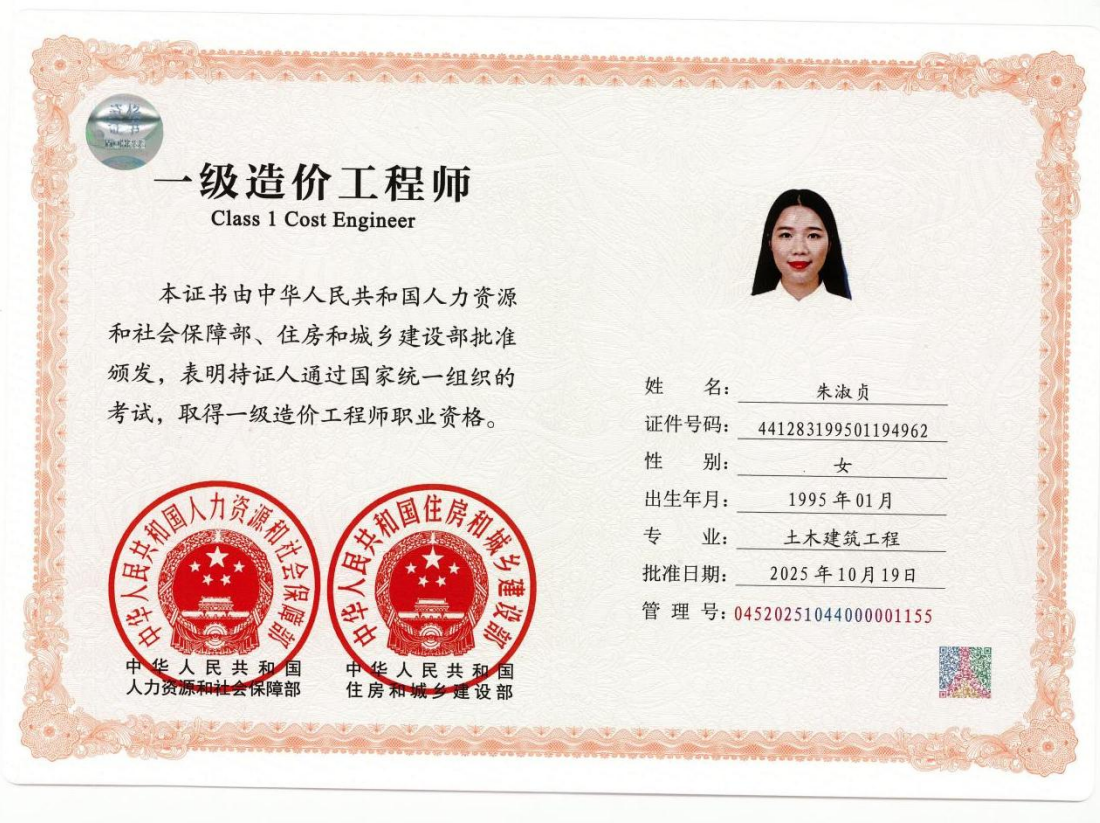 资格
证书
一级造价工程师
Class 1 Cost Engineer
本证书由中华人民共和国人力资源
和社会保障部、住房和城乡建设部批准
颁发，表明持证人通过国家统一组织的
考试，取得一级造价工程师职业资格。
中华人民共和国人力资源和社会保障部
中华人民共和国
人力资源和社会保障部
中华人民共和国住房和城乡建设部
中华人民共和国
住房和城乡建设部
姓名：朱淑贞
证件号码：441283199501194962
性别：女
出生年月：1995年01月
专业：土木建筑工程
批准日期：2025年10月19日
管理号：04520251044000001155